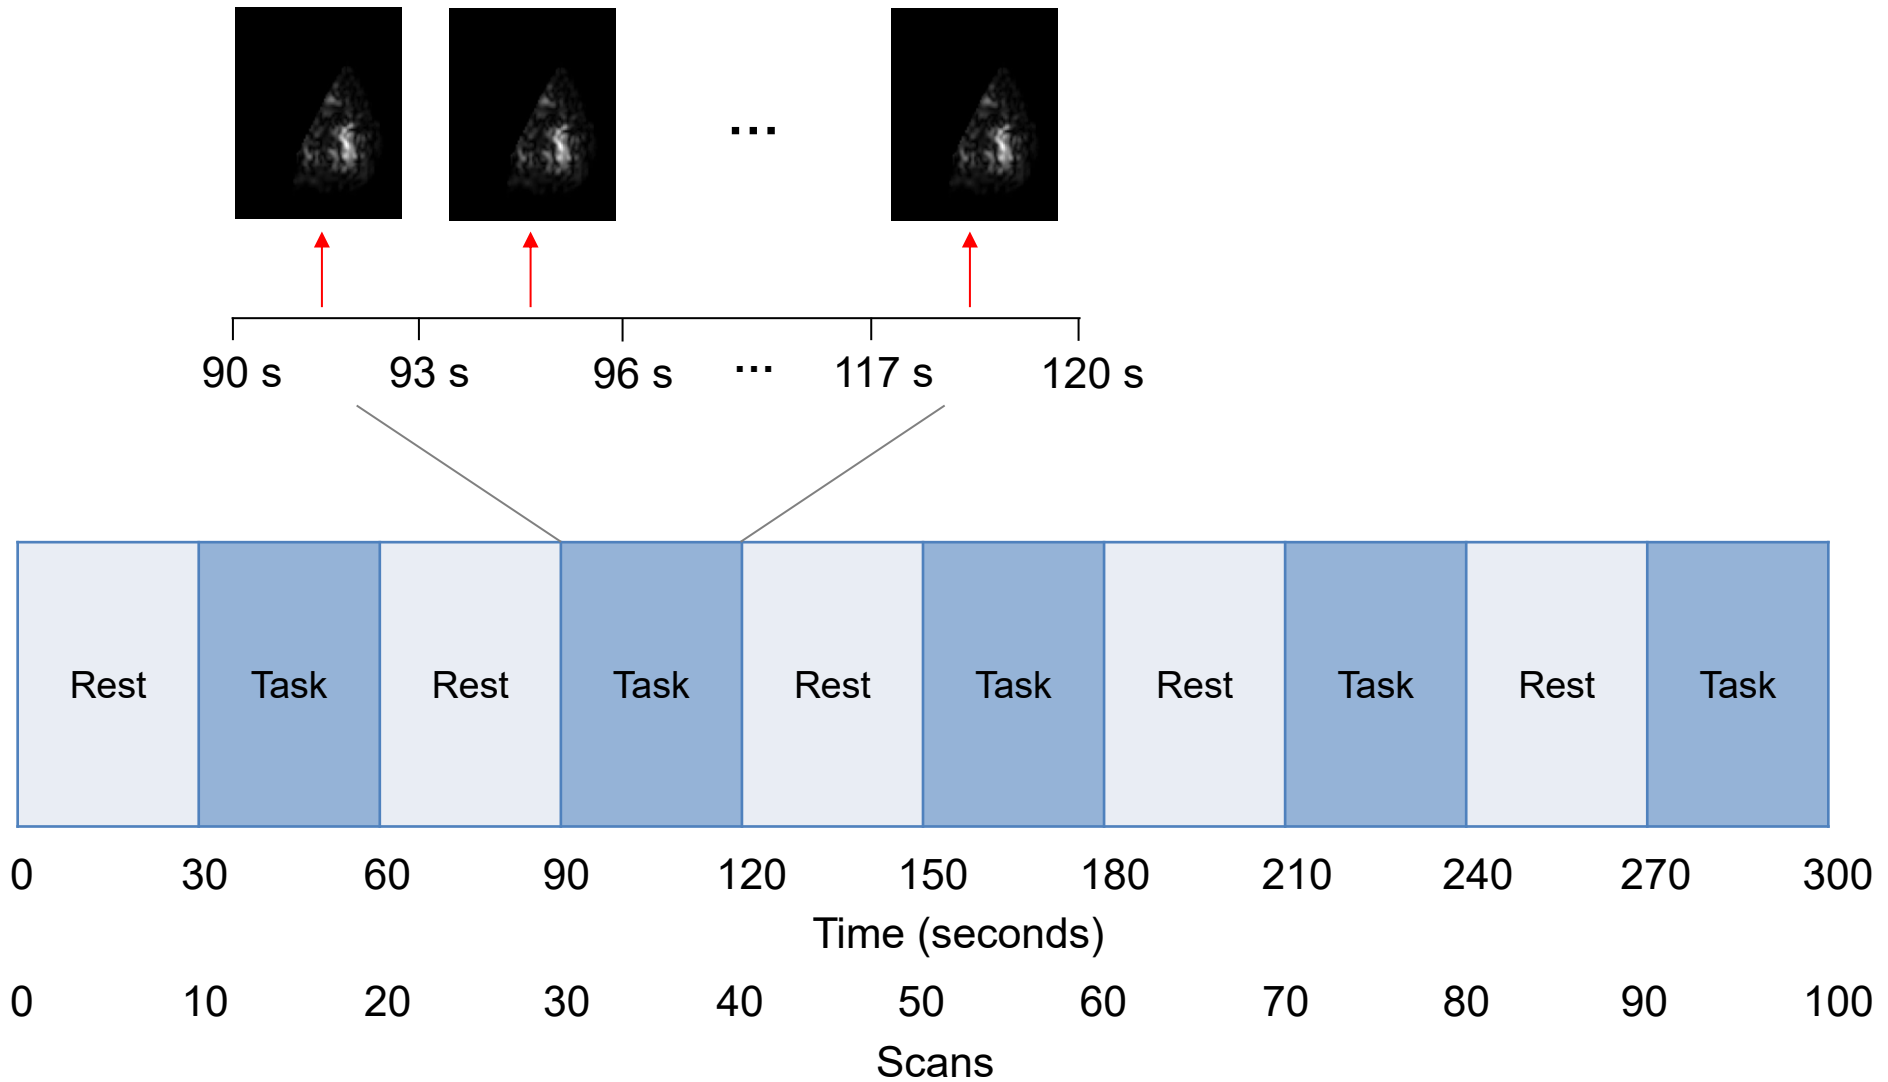 ...
90 s 93 s 96 s ... 117 s 120 s
Rest Task Rest Task Rest Task Rest Task Rest Task
0 30 60 90 120 150 180 210 240 270 300
Time (seconds)
0 10 20 30 40 50 60 70 80 90 100
Scans